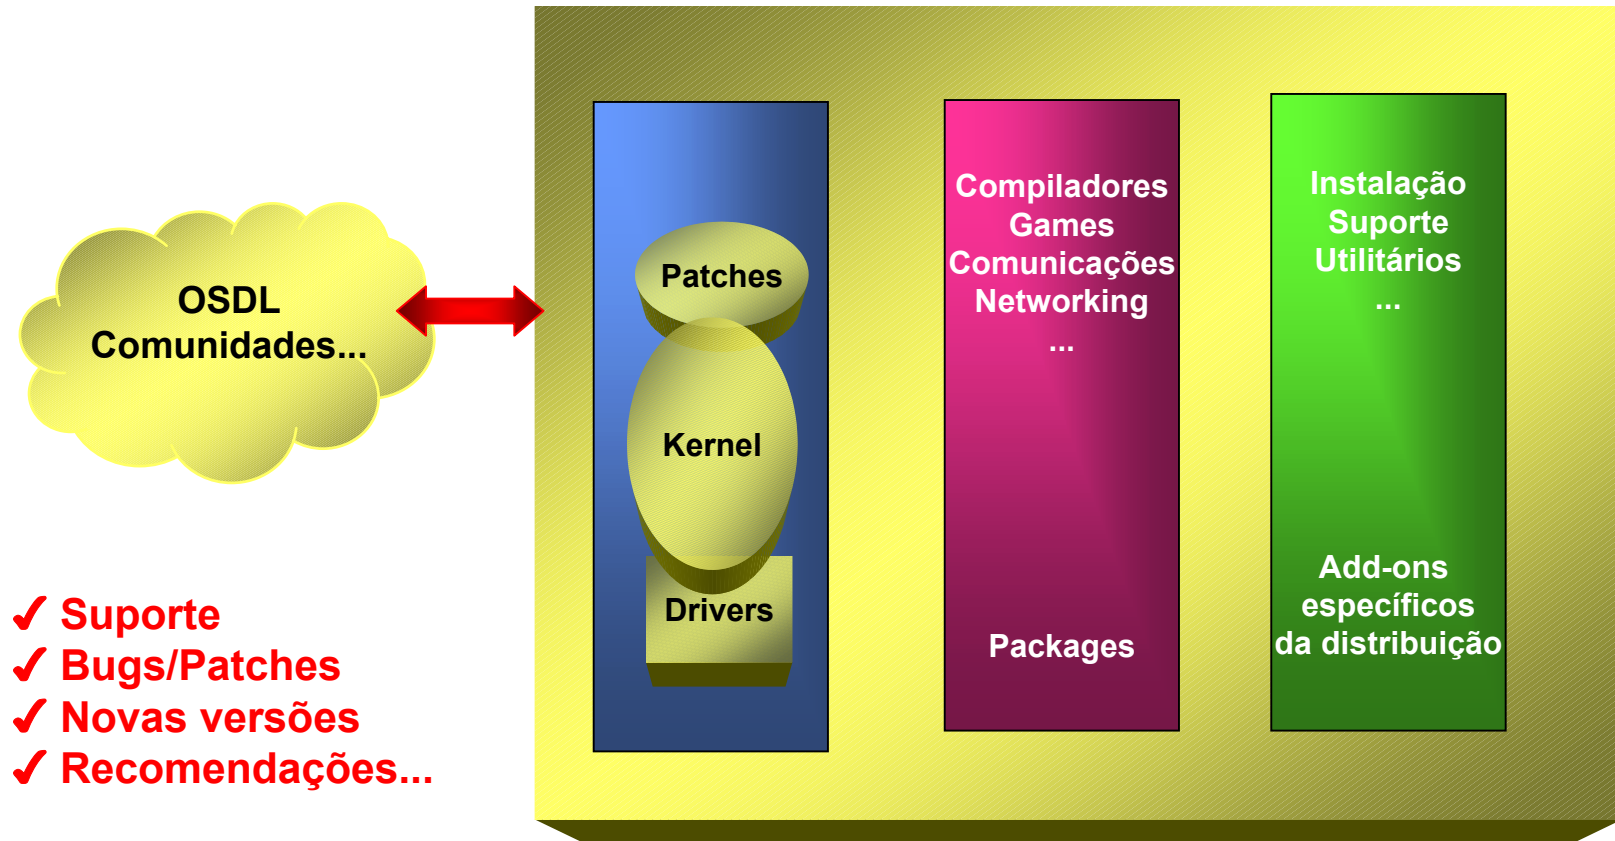 OSDL
Comunidades...
✓ Suporte
✓ Bugs/Patches
✓ Novas versões
✓ Recomendações...
Patches
Kernel
Drivers
Compiladores
Games
Comunicações
Networking
...
Packages
Instalação
Suporte
Utilitários
...
Add-ons
específicos
da distribuição